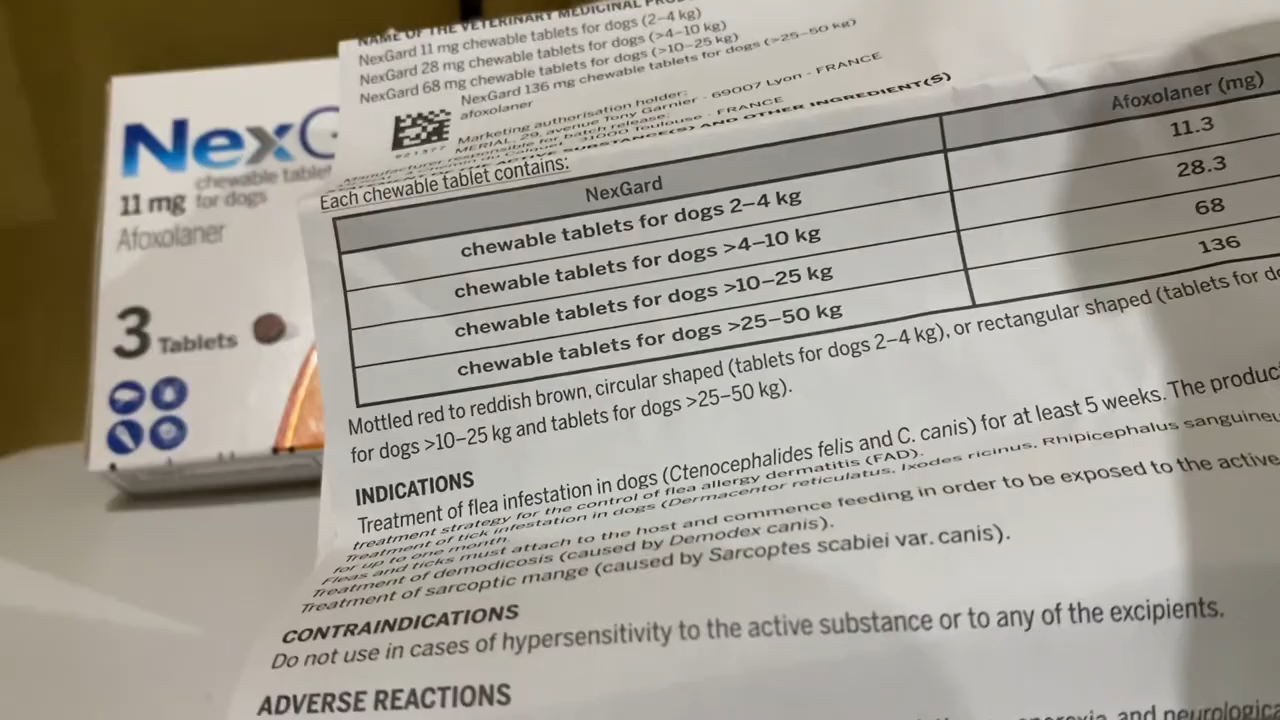 NexG
chewable tablet
11 mg for dogs
Afoxolaner
3 Tablets
NAME OF THE VETERINARY MEDICINAL
NexGard 11 mg chewable tablets for dogs (2–4 kg)
NexGard 28 mg chewable tablets for dogs (>4–10 kg)
NexGard 68 mg chewable tablets for dogs (>10–25 kg)
NexGard 136 mg chewable tablets for dogs (>25–50 kg)
afoxolaner
Marketing authorisation holder:
MERIAL, 29, avenue Tony Garnier - 69007 Lyon - FRANCE
Manufacturer responsible for batch release:
31000 Toulouse - FRANCE
SUBSTANCE(S) AND OTHER INGREDIENT(S)
921377
Each chewable tablet contains:
NexGard Afoxolaner (mg)
chewable tablets for dogs 2–4 kg 11.3
chewable tablets for dogs >4–10 kg 28.3
chewable tablets for dogs >10–25 kg 68
chewable tablets for dogs >25–50 kg 136
Mottled red to reddish brown, circular shaped (tablets for dogs 2–4 kg), or rectangular shaped (tablets for
for dogs >10–25 kg and tablets for dogs >25–50 kg).
INDICATIONS
Treatment of flea infestation in dogs (Ctenocephalides felis and C. canis) for at least 5 weeks. The
treatment strategy for the control of flea allergy dermatitis (FAD).
Treatment of tick infestation in dogs (Dermacentor reticulatus, Ixodes ricinus, Rhipicephalus
for up to one month.
Fleas and ticks must attach to the host and commence feeding in order to be exposed to the active
Treatment of demodicosis (caused by Demodex canis).
Treatment of sarcoptic mange (caused by Sarcoptes scabiei var. canis).
CONTRAINDICATIONS
Do not use in cases of hypersensitivity to the active substance or to any of the excipients.
ADVERSE REACTIONS
and